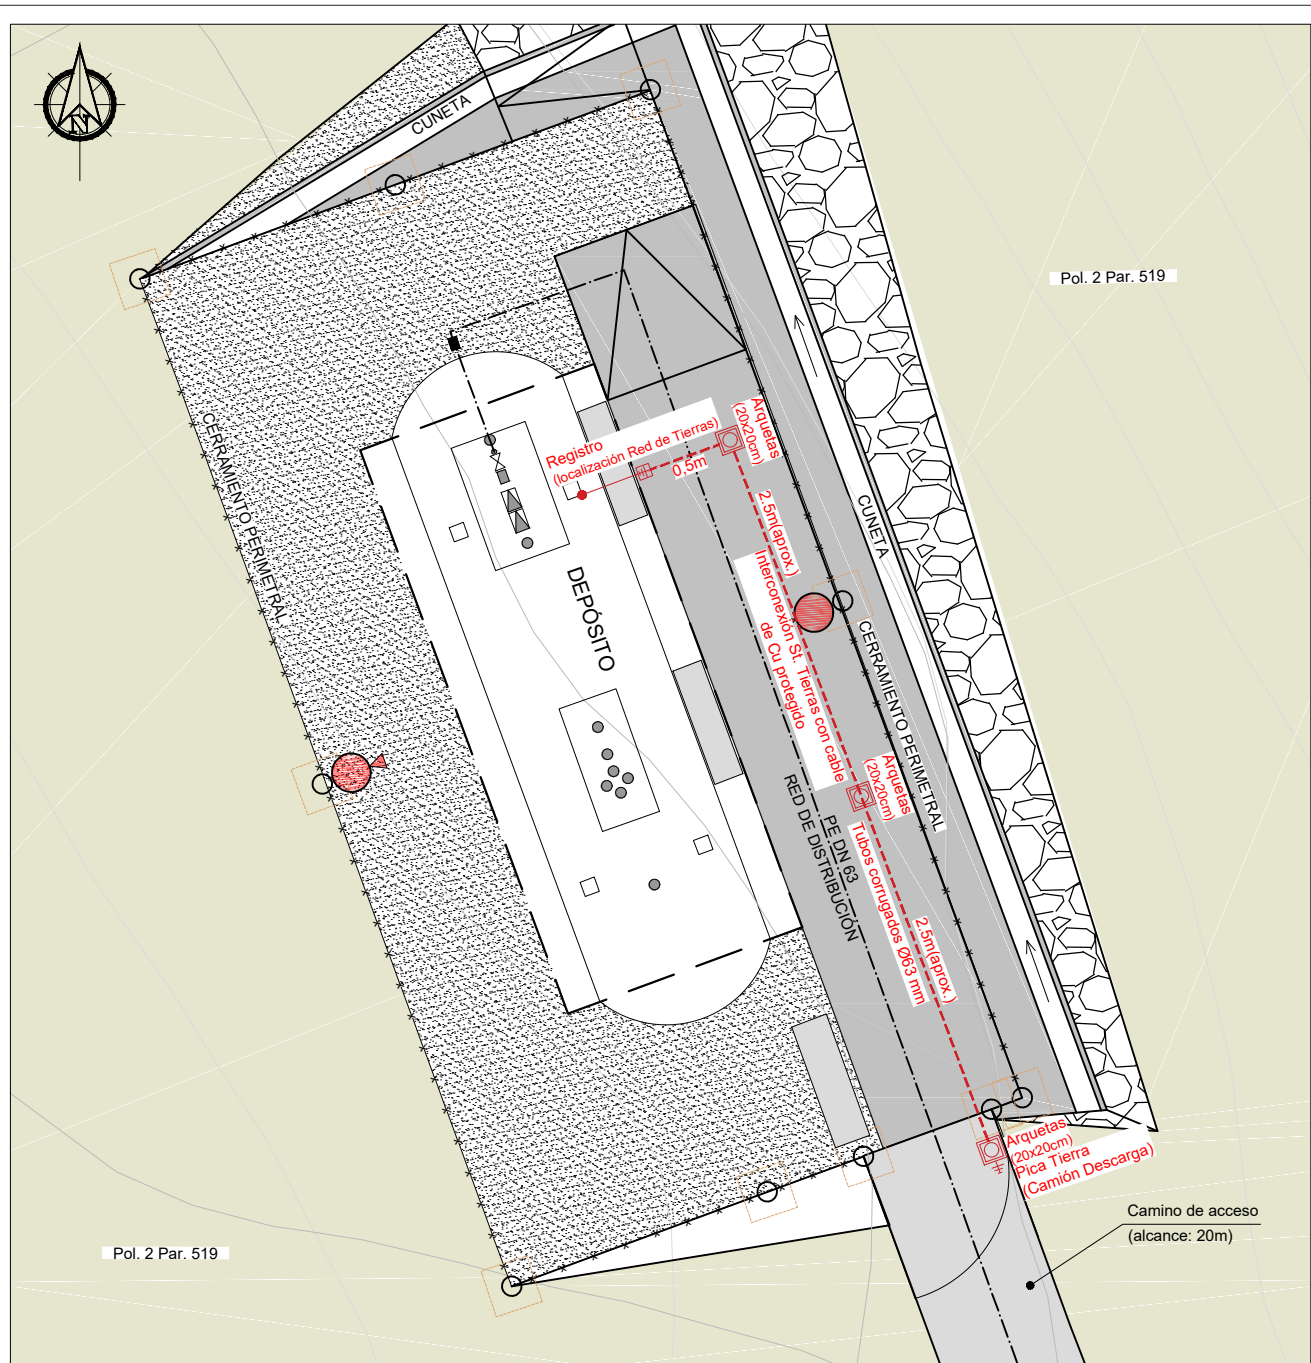 N
CUNETA
Pol. 2 Par. 519
CERRAMIENTO PERIMETRAL
Registro
(localización Red de Tierras)
0,5m
Arquetas
(20x20cm)
DEPÓSITO
2.5m(aprox.)
Interconexión St. Tierras con cable
de Cu protegido
CUNETA
CERRAMIENTO PERIMETRAL
Arquetas
(20x20cm)
PE DN 63
RED DE DISTRIBUCIÓN
Tubos corrugados Ø63 mm
2.5m(aprox.)
Arquetas
(20x20cm)
Pica Tierra
(Camión Descarga)
Camino de acceso
(alcance: 20m)
Pol. 2 Par. 519